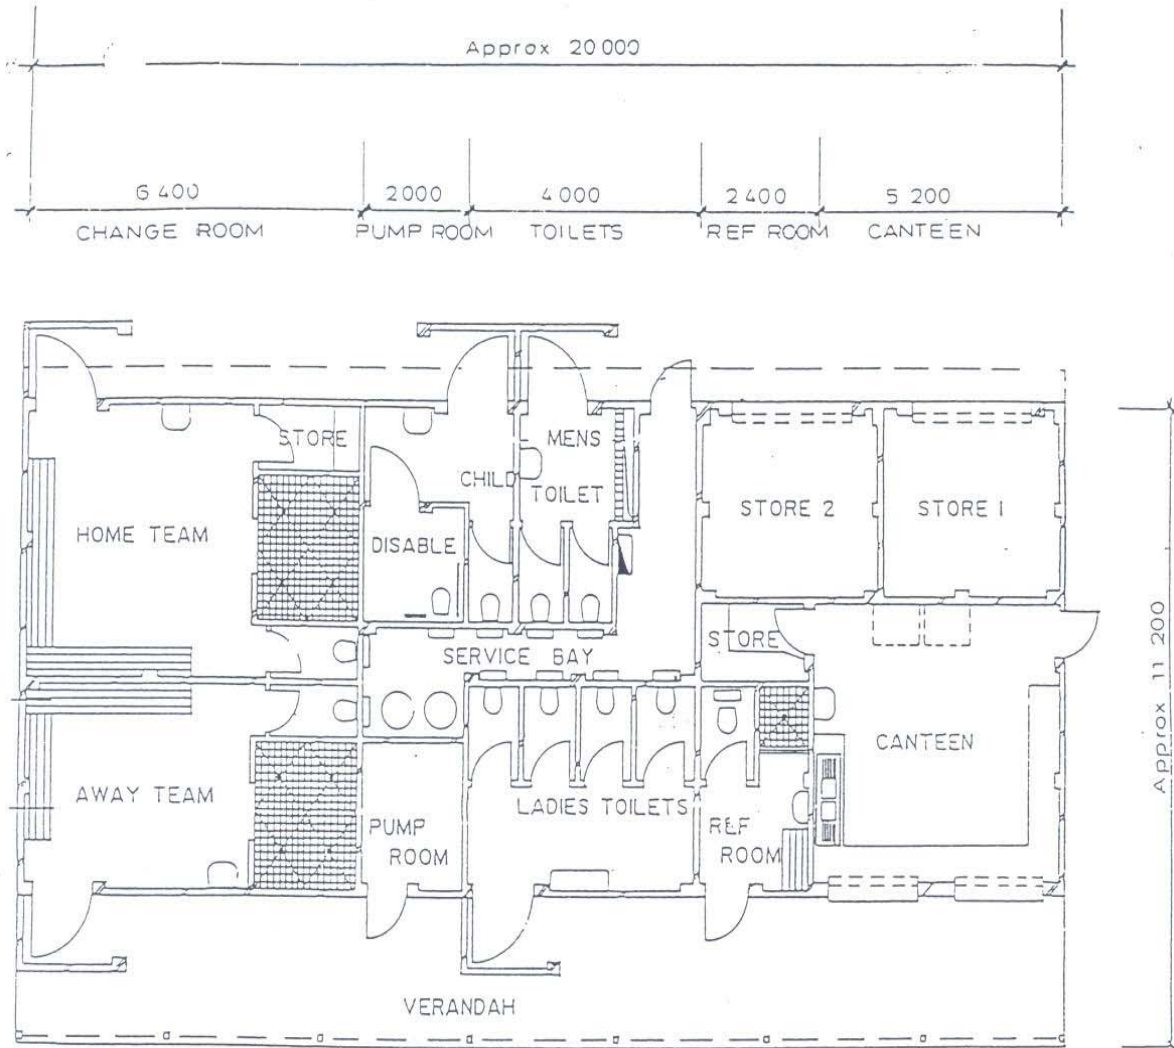 Approx 20 000
6 400 2000 4 000 2 400 5 200
CHANGE ROOM PUMP ROOM TOILETS REF ROOM CANTEEN
STORE
MENS
TOILET
CHILD
HOME TEAM
DISABLE
STORE 2
STORE 1
SERVICE BAY
STORE
Approx 11 200
AWAY TEAM
PUMP
ROOM
LADIES TOILETS
REF
ROOM
CANTEEN
VERANDAH